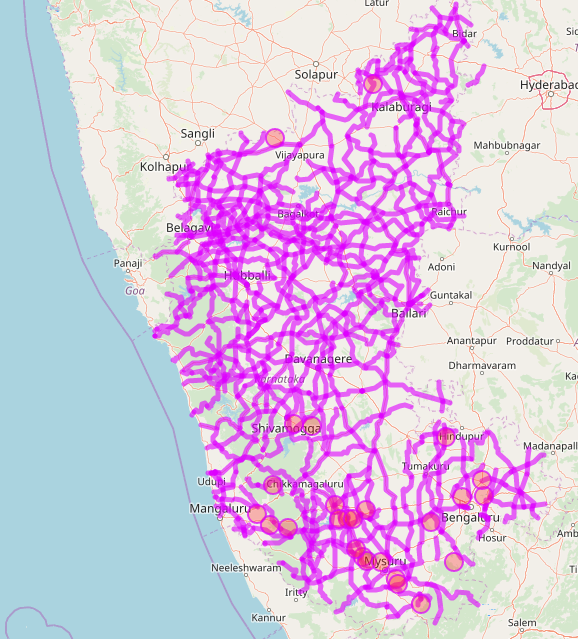 Latur
Bidar
Solapur
Hyderabad
Kalaburagi
Sangli
Mahbubnagar
Vijayapura
Kolhapur
Bagalkot
Raichur
Belagavi
Kurnool
Panaji
Adoni
Nandyal
Hubballi
Goa
Guntakal
Ballari
Anantapur
Proddatur
Davanagere
Dharmavaram
Karnataka
Shivamogga
Hindupur
Madanapall
Tumakuru
Udupi
Chikkamagaluru
Mangaluru
Bengaluru
Hosur
Amb
Mysuru
Neeleshwaram
Iritty
Kannur
Salem